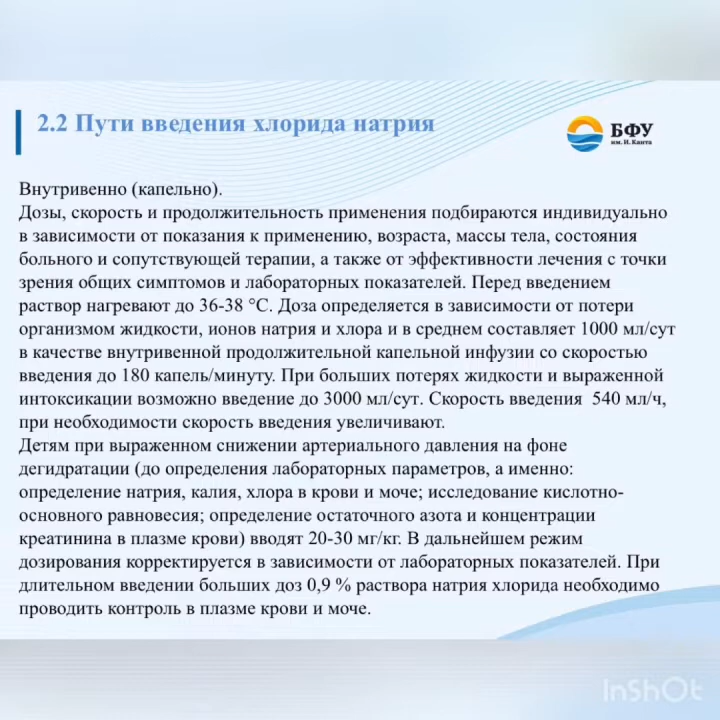 2.2 Пути введения хлорида натрия
БФУ
им. И. Канта
Внутривенно (капельно).
Дозы, скорость и продолжительность применения подбираются индивидуально
в зависимости от показания к применению, возраста, массы тела, состояния
больного и сопутствующей терапии, а также от эффективности лечения с точки
зрения общих симптомов и лабораторных показателей. Перед введением
раствор нагревают до 36-38 °С. Доза определяется в зависимости от потери
организмом жидкости, ионов натрия и хлора и в среднем составляет 1000 мл/сут
в качестве внутривенной продолжительной капельной инфузии со скоростью
введения до 180 капель/минуту. При больших потерях жидкости и выраженной
интоксикации возможно введение до 3000 мл/сут. Скорость введения 540 мл/ч,
при необходимости скорость введения увеличивают.
Детям при выраженном снижении артериального давления на фоне
дегидратации (до определения лабораторных параметров, а именно:
определение натрия, калия, хлора в крови и моче; исследование кислотно-
основного равновесия; определение остаточного азота и концентрации
креатинина в плазме крови) вводят 20-30 мг/кг. В дальнейшем режим
дозирования корректируется в зависимости от лабораторных показателей. При
длительном введении больших доз 0,9 % раствора натрия хлорида необходимо
проводить контроль в плазме крови и моче.
InShOt